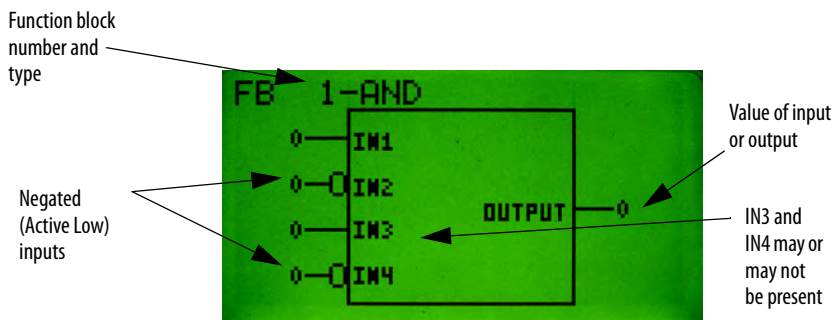 Function block
number and
type
FB 1-AND
0 IN1
0 IN2
0 IN3
0 IN4
OUTPUT 0
Negated
(Active Low)
inputs
Value of input
or output
IN3 and
IN4 may or
may not
be present